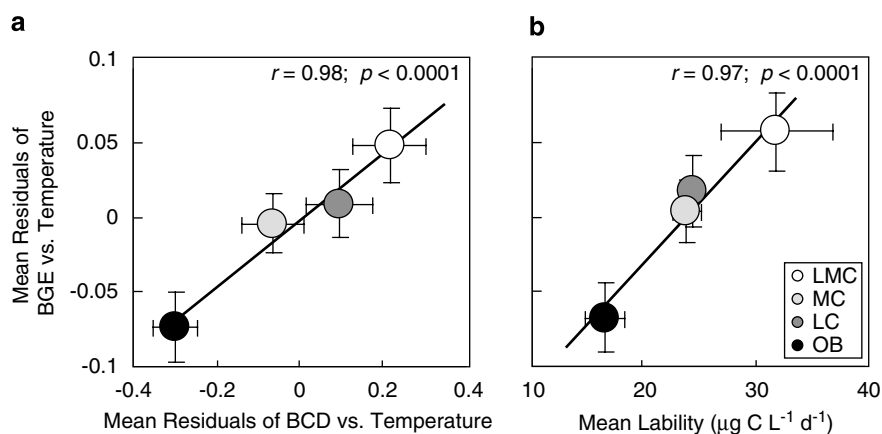 a
b
r = 0.98; p < 0.0001
r = 0.97; p < 0.0001
Mean Residuals of
BGE vs. Temperature
0.1
0.05
0
-0.05
-0.1
-0.4
-0.2
0
0.2
0.4
Mean Residuals of BCD vs. Temperature
LMC
MC
LC
OB
10
20
30
40
Mean Lability (μg C L⁻¹ d⁻¹)